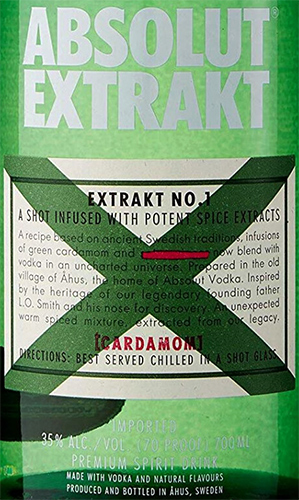 ABSOLUT®
EXTRAKT
EXTRAKT NO.1
A SHOT INFUSED WITH POTENT SPICE EXTRACTS
A recipe based on ancient Swedish traditions, infusions
of green cardamom and now blend with
vodka in an uncharted universe. Prepared in the old
village of Åhus, the home of Absolut Vodka. Inspired
by the heritage of our legendary founding father
L.O. Smith and his nose for discovery. An unexpected
warm spiced mixture, extracted from our legacy.
[CARDAMOM]
DIRECTIONS: BEST SERVED CHILLED IN A SHOT GLASS
IMPORTED
35% ALC. / VOL. (70 PROOF) 700ML
PREMIUM SPIRIT DRINK
MADE WITH VODKA AND NATURAL FLAVOURS
PRODUCED AND BOTTLED IN ÅHUS, SWEDEN